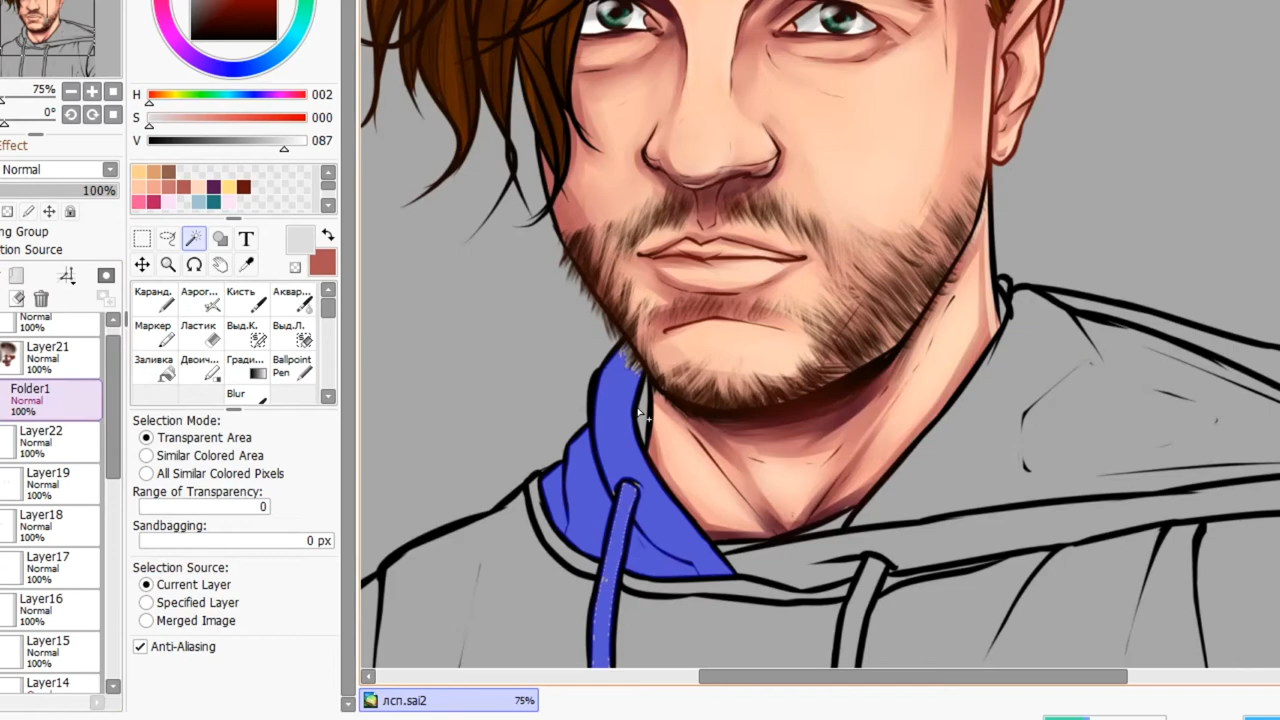 75%
0°
Effect
Normal
100%
ng Group
tion Source
Normal
100%
Layer21
Normal
100%
Folder1
Normal
100%
Layer22
Normal
100%
Layer19
Normal
100%
Layer18
Normal
100%
Layer17
Normal
100%
Layer16
Normal
100%
Layer15
Normal
100%
Layer14
Normal
H 002
S 000
V 087
T
Каранд. Аэрог... Кисть Аквар...
Маркер Ластик Выд.К. Выд.Л.
Заливка Двоич... Гради... Ballpoint Pen
Blur
Selection Mode:
Transparent Area
Similar Colored Area
All Similar Colored Pixels
Range of Transparency:
0
Sandbagging:
0 px
Selection Source:
Current Layer
Specified Layer
Merged Image
Anti-Aliasing
лсп.sai2 75%